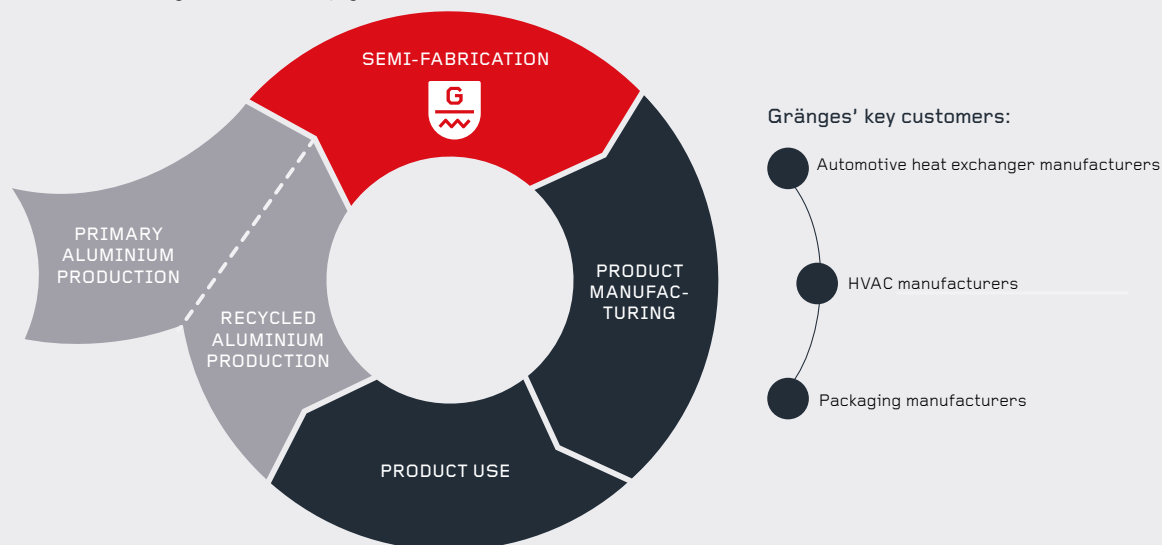 SEMI-FABRICATION
G
PRIMARY
ALUMINIUM
PRODUCTION
RECYCLED
ALUMINIUM
PRODUCTION
PRODUCT
MANUFAC-
TURING
PRODUCT USE
Gränges' key customers:
Automotive heat exchanger manufacturers
HVAC manufacturers
Packaging manufacturers